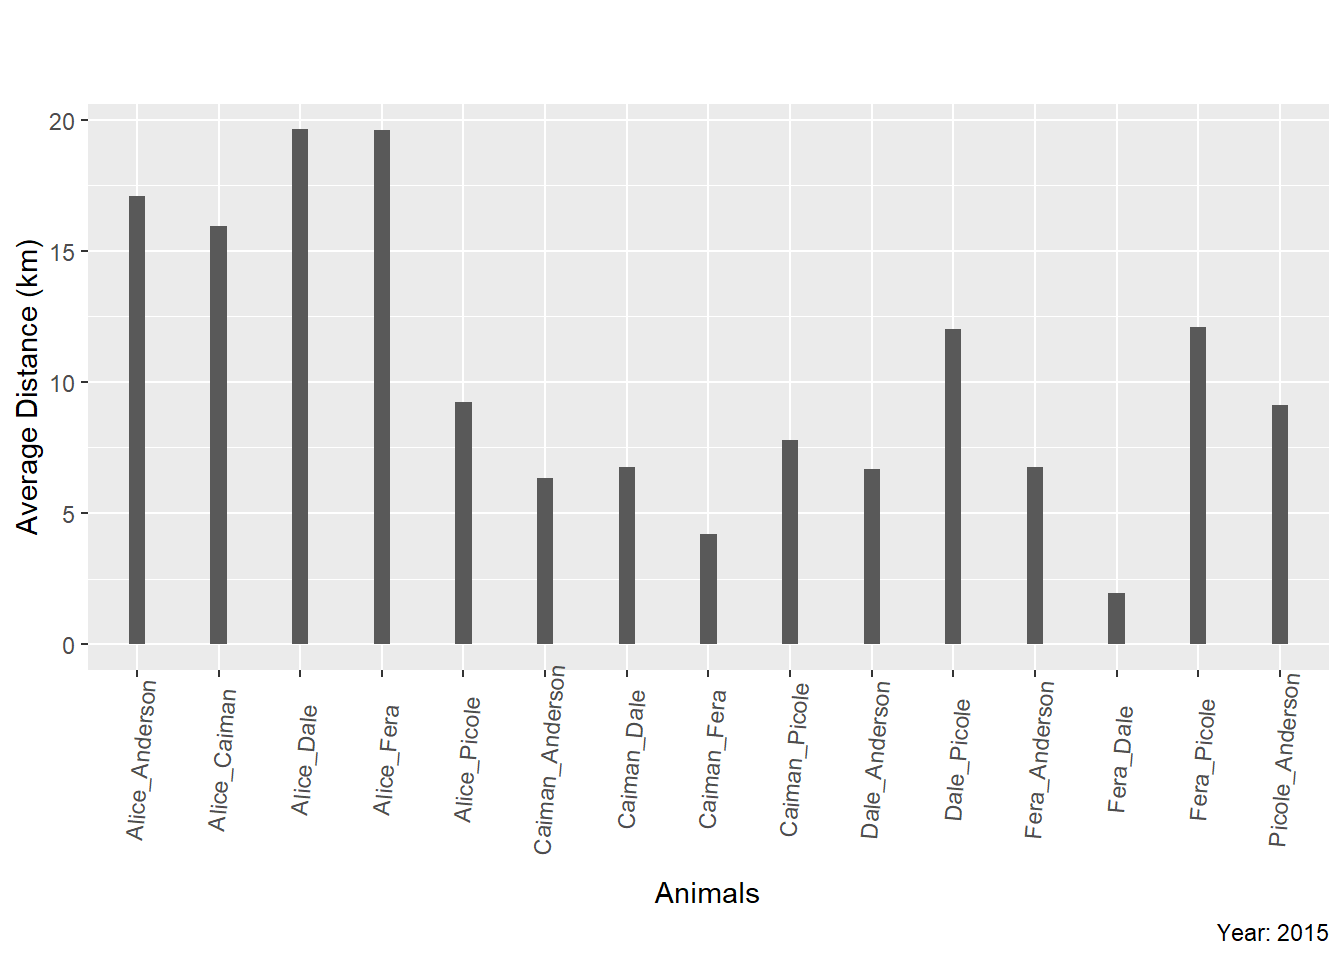 Average Distance (km)
20
15
10
5
0
Alice_Anderson
Alice_Caiman
Alice_Dale
Alice_Fera
Alice_Picole
Caiman_Anderson
Caiman_Dale
Caiman_Fera
Caiman_Picole
Dale_Anderson
Dale_Picole
Fera_Anderson
Fera_Dale
Fera_Picole
Picole_Anderson
Animals
Year: 2015